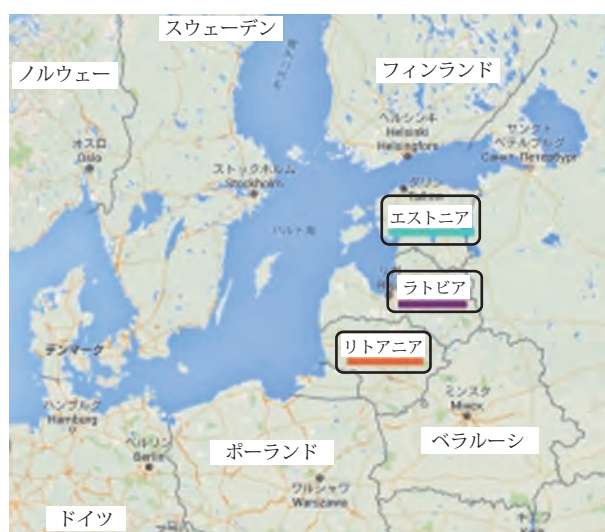 スウェーデン
ノルウェー
フィンランド
ヘルシンキ
Helsinki
Helsingfors
サンクト
ペテルブルグ
Санкт-Петербург
オスロ
Oslo
ストックホルム
Stockholm
タリン
エストニア
バルト海
ラトビア
リトアニア
デンマーク
ミンスク
Минск
ハンブルク
Hamburg
ベラルーシ
ポーランド
ベルリン
Berlin
ワルシャワ
Warszawa
ドイツ